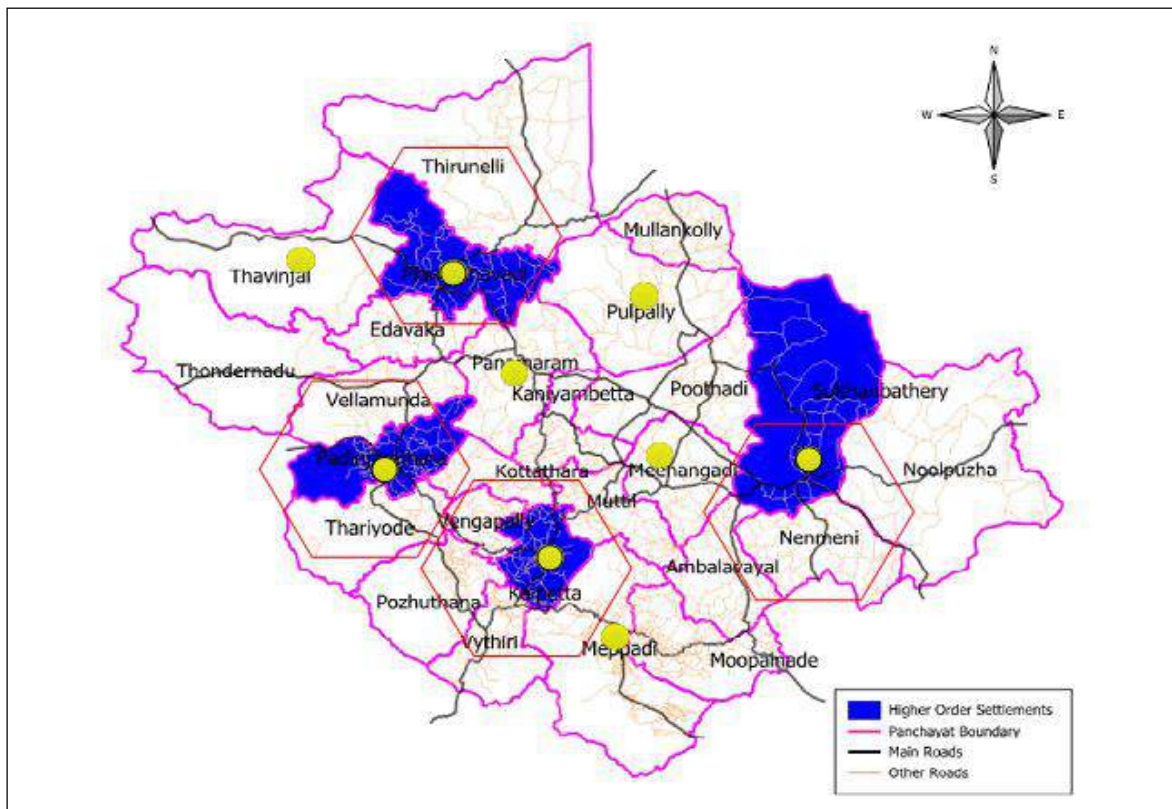 N
W E
S
Thirunelli
Mullankolly
Thavinjal
Pulpally
Edavaka
Thondernadu
Kaniyambetta
Poothadi
Vellamunda
Sulthanbathery
Kottathara
Meenangadi
Noolpuzha
Muttil
Vengapally
Thariyode
Nenmeni
Ambalavayal
Kalpetta
Pozhuthana
Vythiri
Meppadi
Moopainade
Higher Order Settlements
Panchayat Boundary
Main Roads
Other Roads